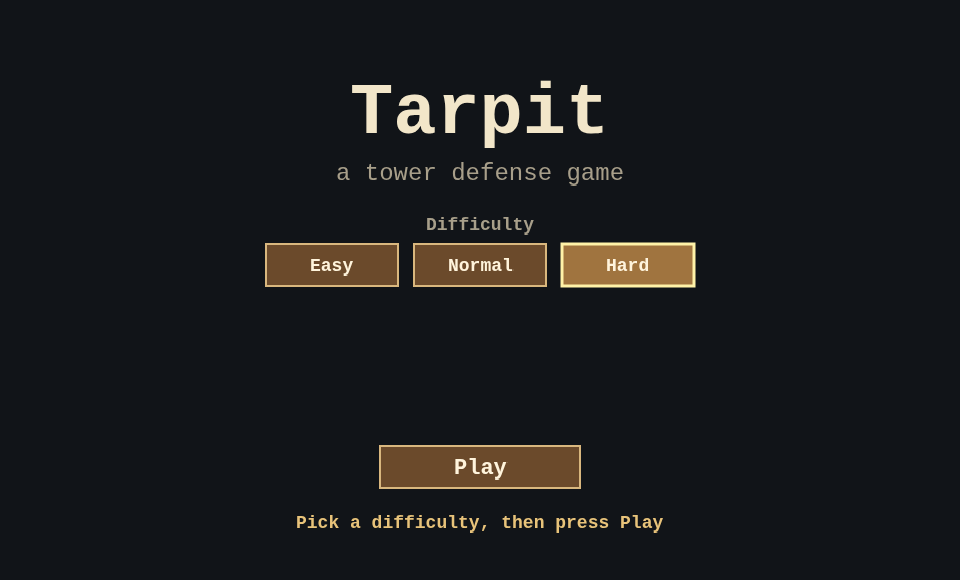 Tarpit
a tower defense game
Difficulty
Easy Normal Hard
Play
Pick a difficulty, then press Play